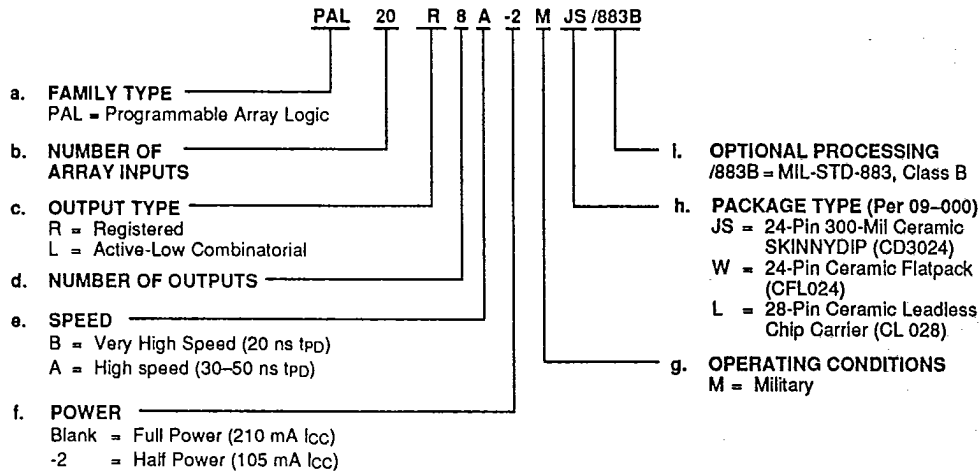 PAL 20 R 8 A -2 M JS /883B
a. FAMILY TYPE
PAL = Programmable Array Logic
b. NUMBER OF
ARRAY INPUTS
c. OUTPUT TYPE
R = Registered
L = Active-Low Combinatorial
d. NUMBER OF OUTPUTS
e. SPEED
B = Very High Speed (20 ns tPD)
A = High speed (30–50 ns tPD)
f. POWER
Blank = Full Power (210 mA ICC)
-2 = Half Power (105 mA ICC)
i. OPTIONAL PROCESSING
/883B = MIL-STD-883, Class B
h. PACKAGE TYPE (Per 09–000)
JS = 24-Pin 300-Mil Ceramic
SKINNYDIP (CD3024)
W = 24-Pin Ceramic Flatpack
(CFL024)
L = 28-Pin Ceramic Leadless
Chip Carrier (CL 028)
g. OPERATING CONDITIONS
M = Military